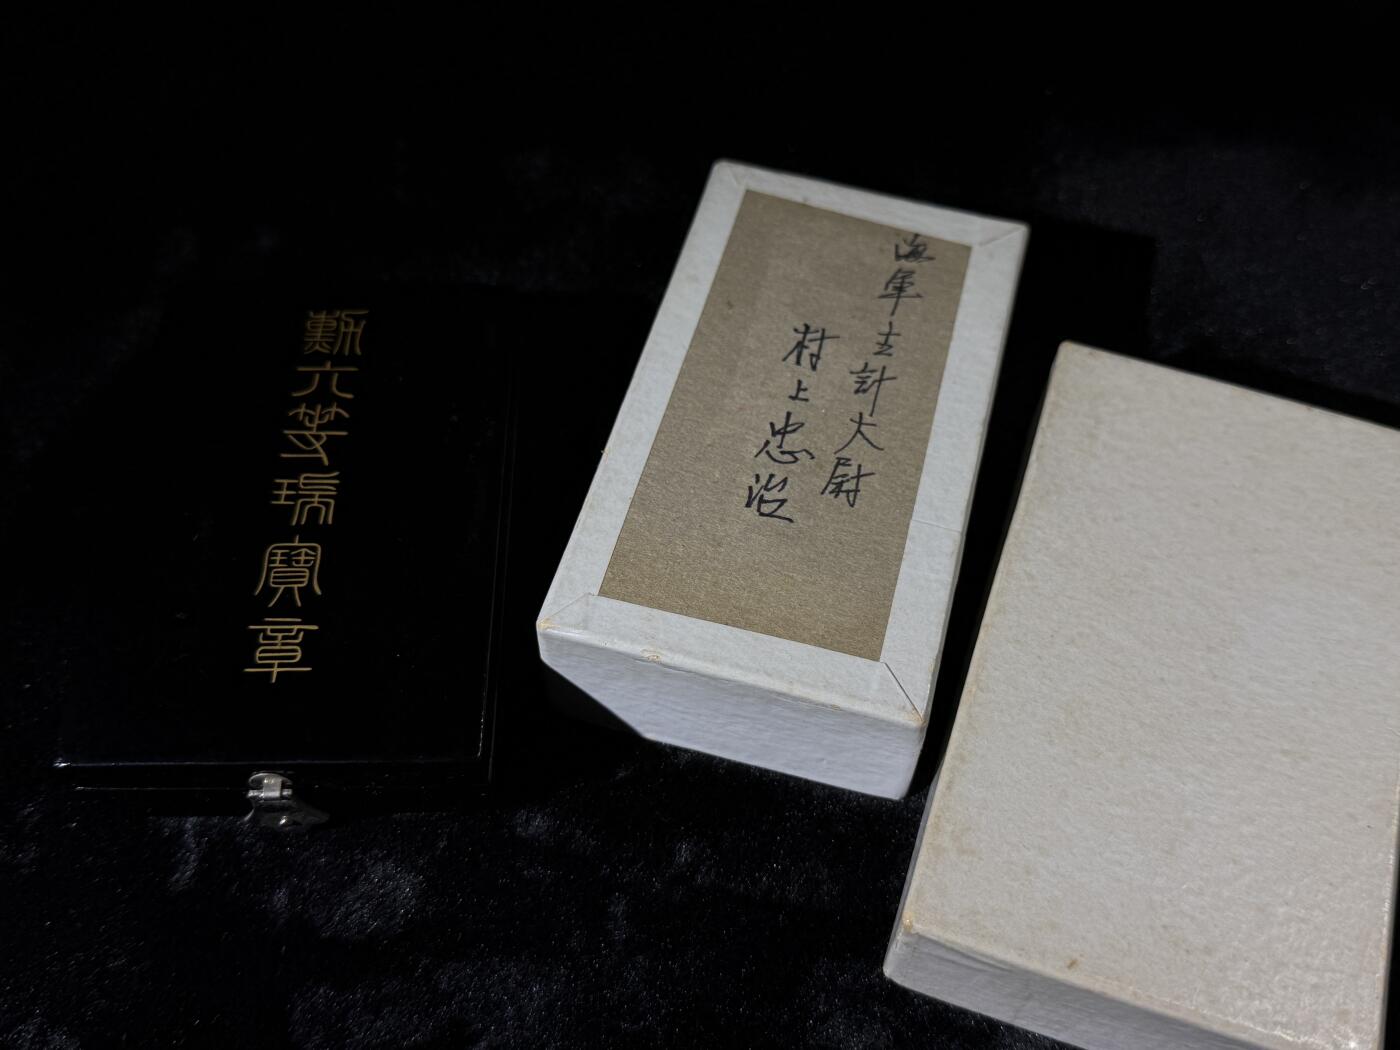 勲六等瑞寶章
海軍主計大尉
村上忠治